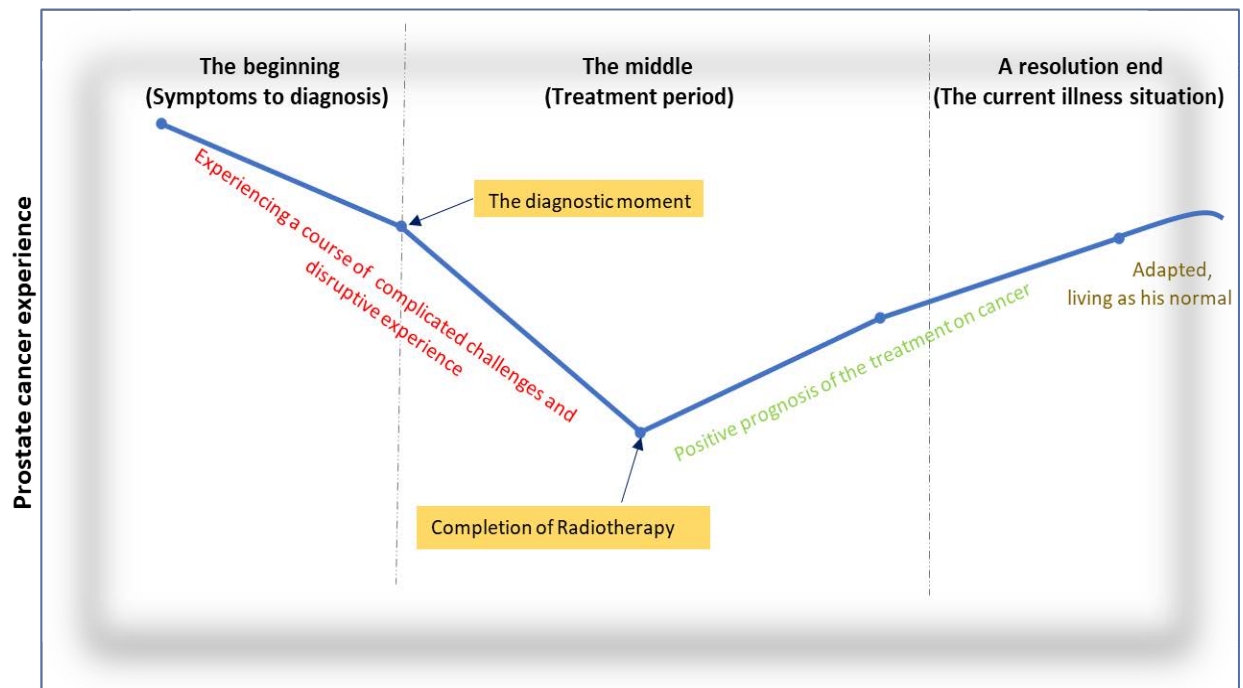 The beginning
(Symptoms to diagnosis)
The middle
(Treatment period)
A resolution end
(The current illness situation)
The diagnostic moment
Experiencing a course of complicated challenges and
disruptive experience
Adapted,
living as his normal
Positive prognosis of the treatment on cancer
Completion of Radiotherapy
Prostate cancer experience